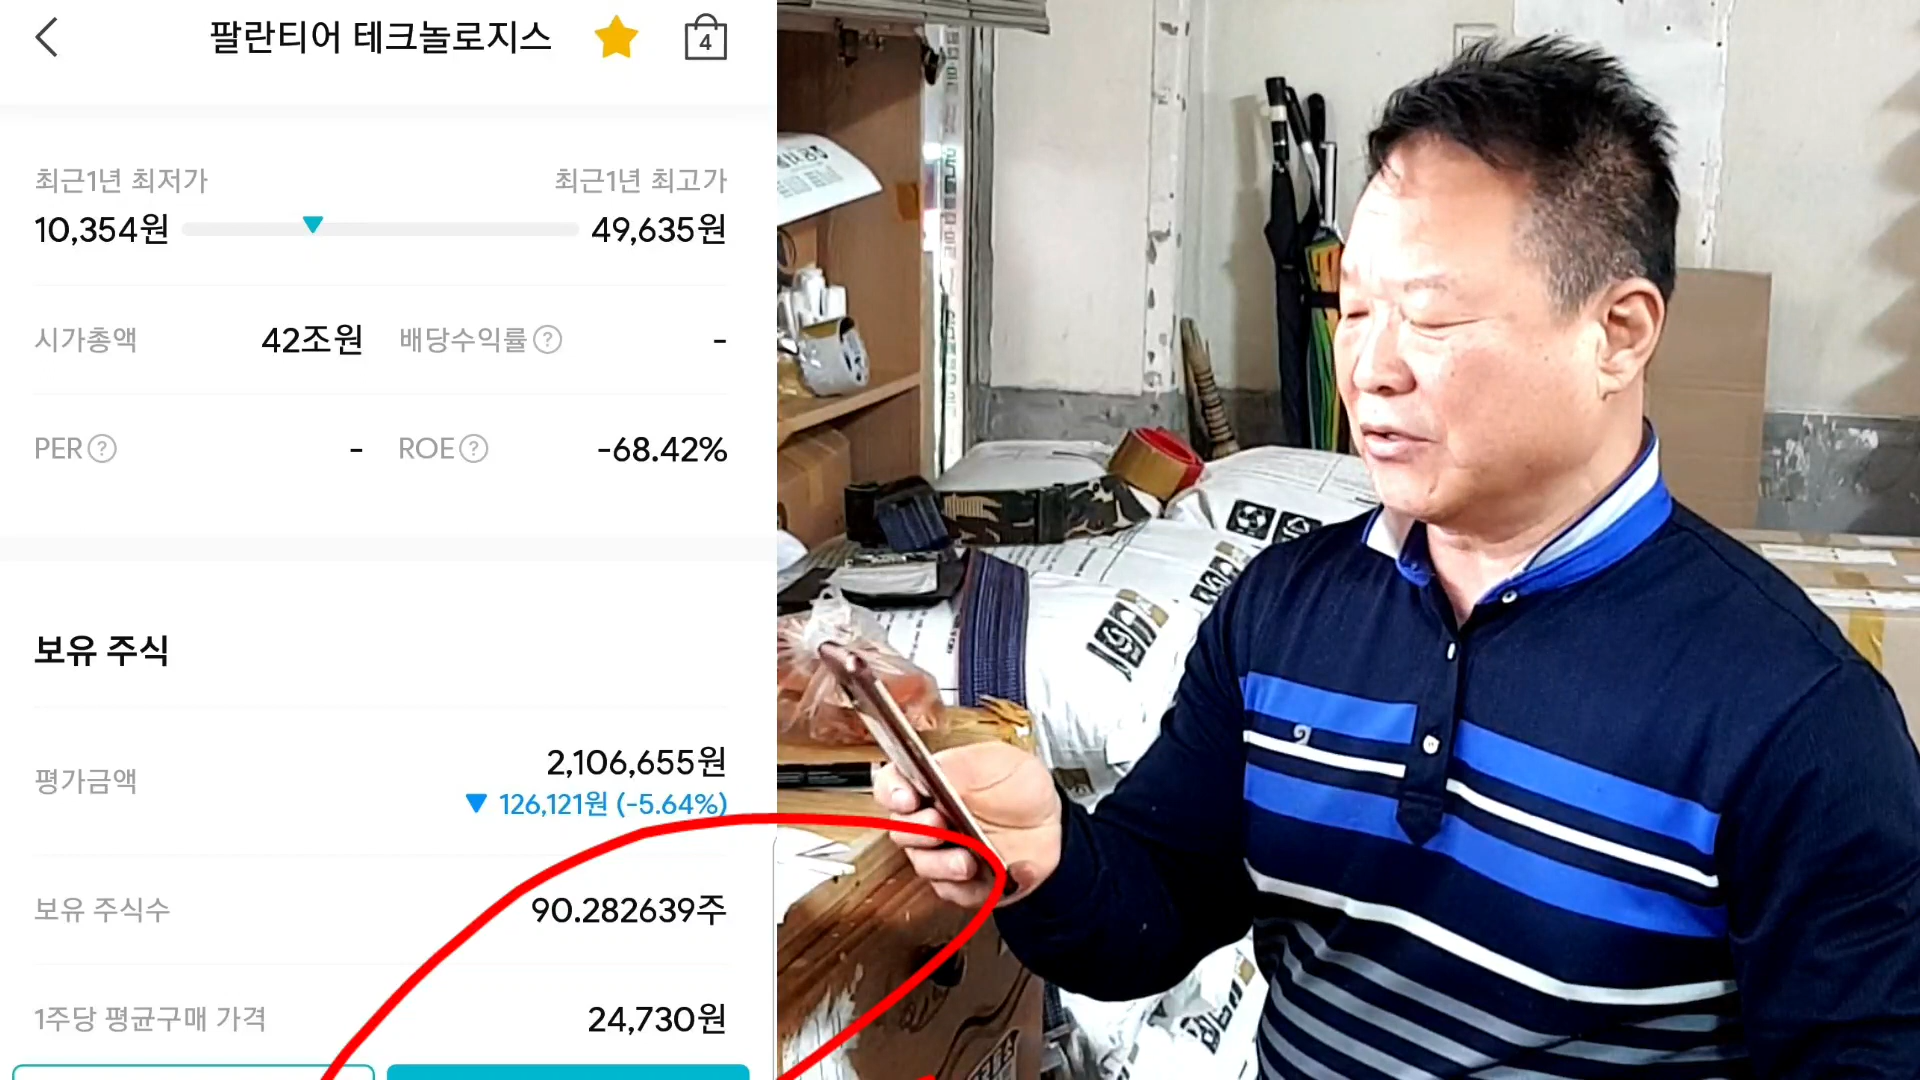 팔란티어 테크놀로지스
4
최근1년 최저가
최근1년 최고가
10,354원
49,635원
시가총액
42조원
배당수익률 ?
-
PER ?
-
ROE ?
-68.42%
보유 주식
평가금액
2,106,655원
▼ 126,121원 (-5.64%)
보유 주식수
90.282639주
1주당 평균구매 가격
24,730원